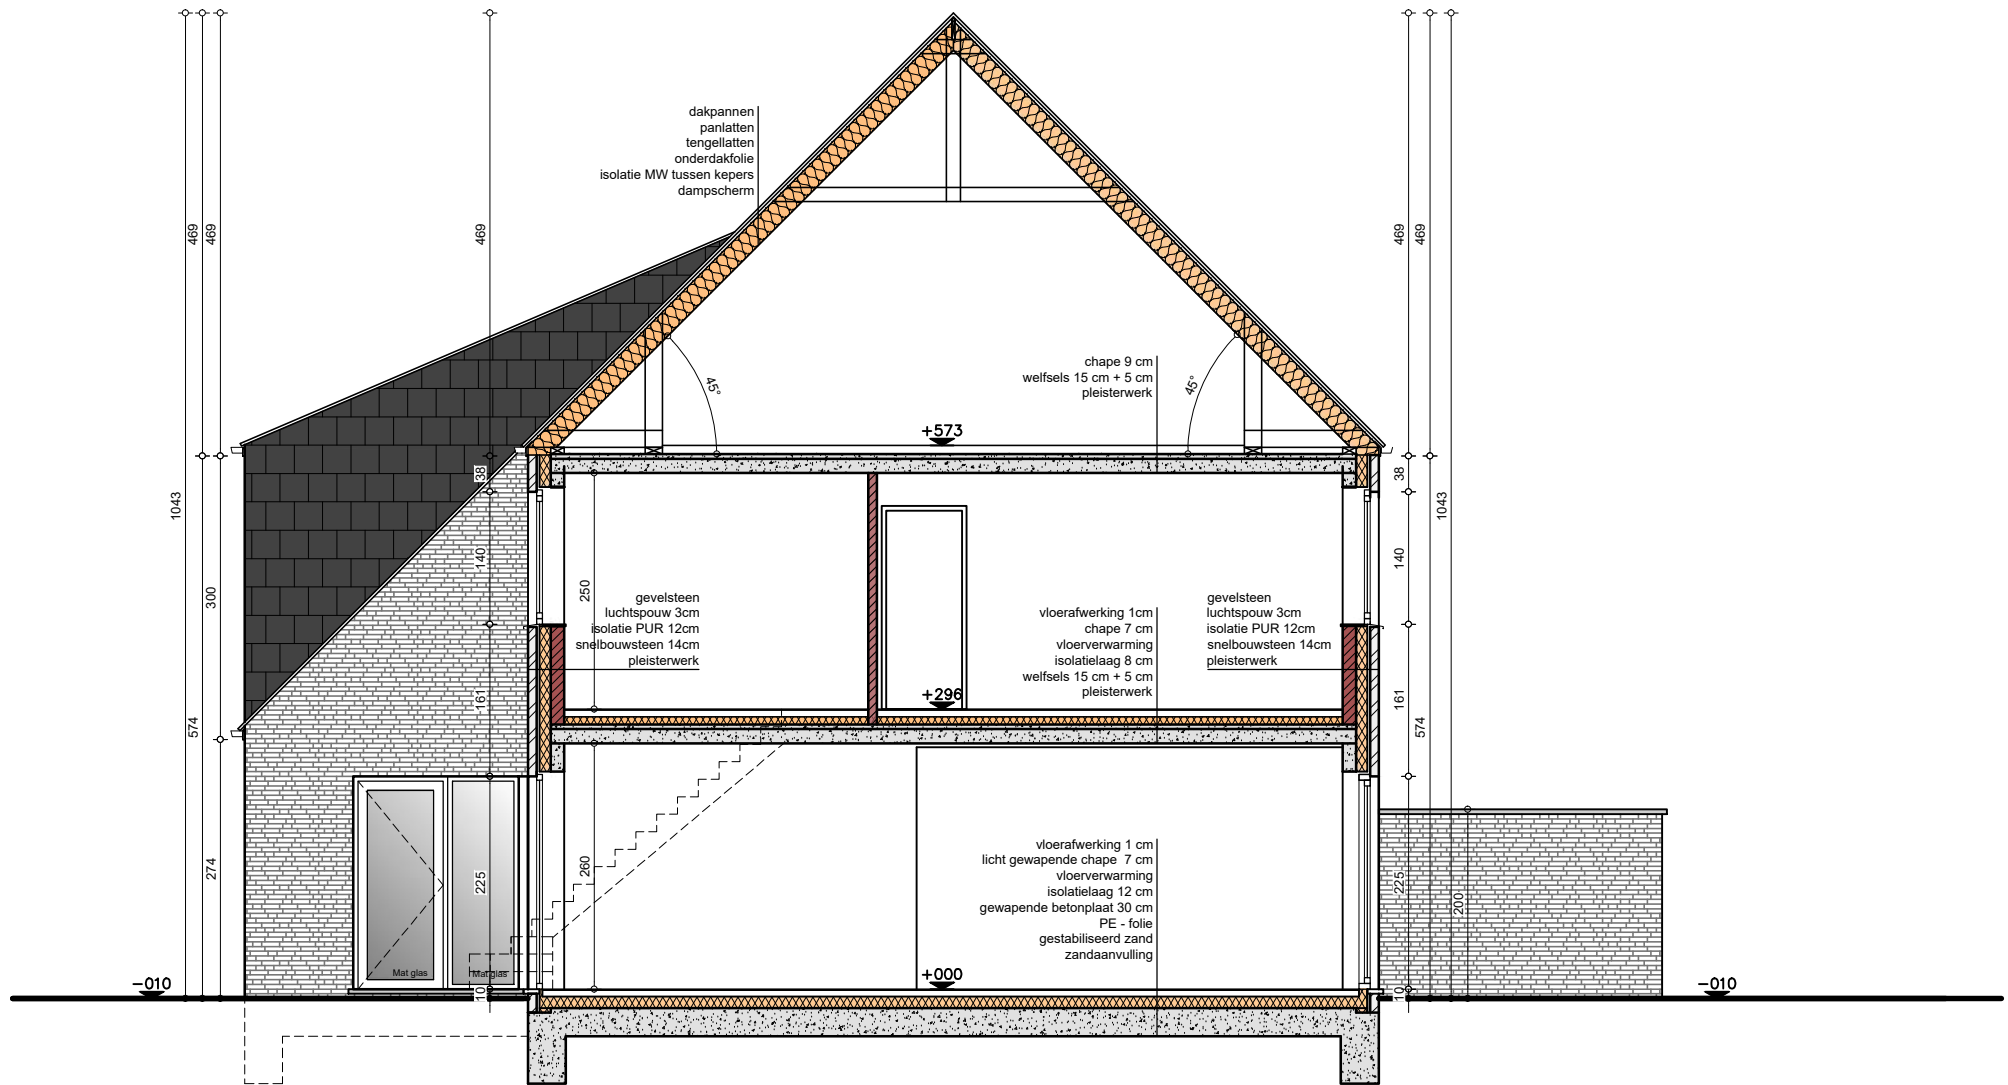 dakpannen
panlatten
tengellatten
onderdakfolie
isolatie MW tussen kepers
dampscherm
469
469
469
469
469
chape 9 cm
welfsels 15 cm + 5 cm
pleisterwerk
45°
45°
+573
38
38
1043
1043
140
140
300
250
gevelsteen
luchtspouw 3cm
isolatie PUR 12cm
snelbouwsteen 14cm
pleisterwerk
vloerafwerking 1cm
chape 7 cm
vloerverwarming
isolatielaag 8 cm
welfsels 15 cm + 5 cm
pleisterwerk
gevelsteen
luchtspouw 3cm
isolatie PUR 12cm
snelbouwsteen 14cm
pleisterwerk
+296
161
161
574
574
274
260
225
225
200
vloerafwerking 1 cm
licht gewapende chape 7 cm
vloerverwarming
isolatielaag 12 cm
gewapende betonplaat 30 cm
PE - folie
gestabiliseerd zand
zandaanvulling
Mat glas
Mat glas
+000
-010
-010
10
10